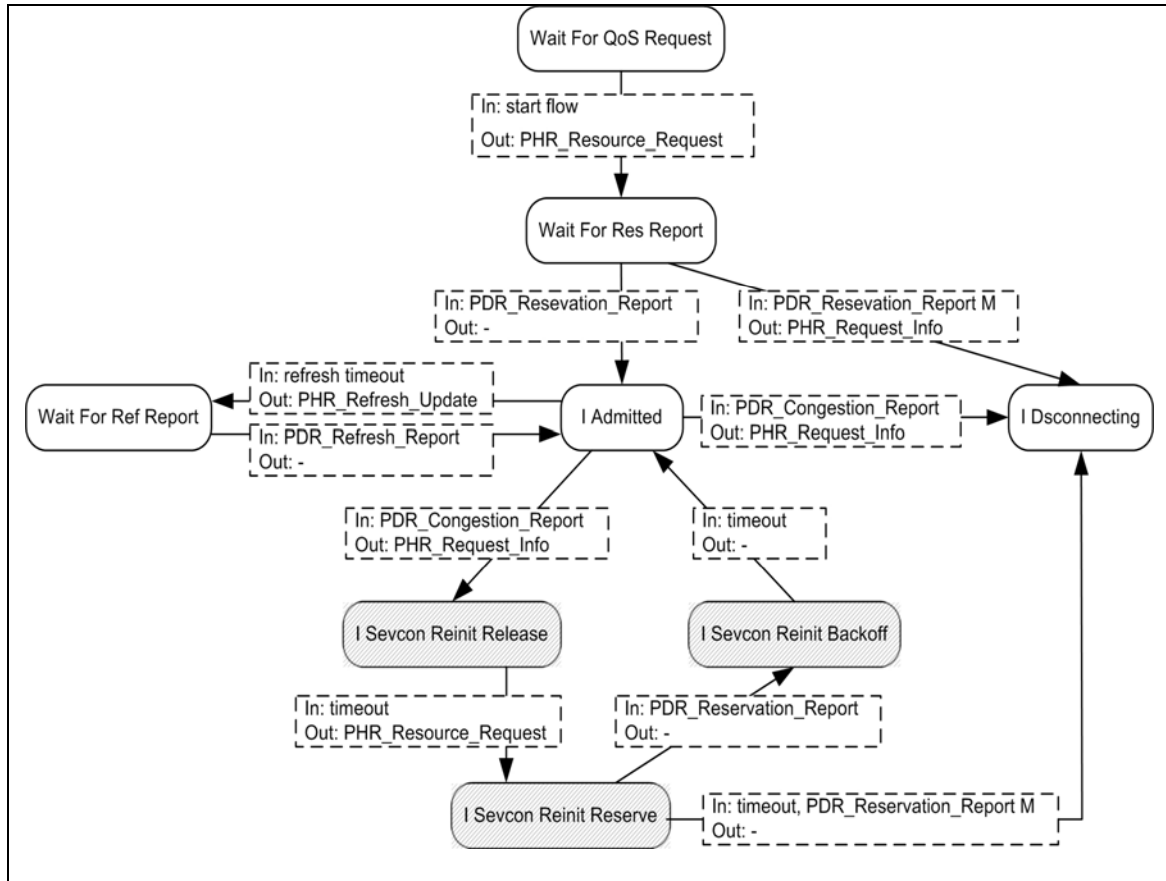 Wait For QoS Request
In: start flow
Out: PHR_Resource_Request
Wait For Res Report
In: PDR_Resevation_Report
Out: -
In: PDR_Resevation_Report M
Out: PHR_Request_Info
In: refresh timeout
Out: PHR_Refresh_Update
Wait For Ref Report
I Admitted
In: PDR_Congestion_Report
Out: PHR_Request_Info
I Dsconnecting
In: PDR_Refresh_Report
Out: -
In: PDR_Congestion_Report
Out: PHR_Request_Info
In: timeout
Out: -
I Sevcon Reinit Release
I Sevcon Reinit Backoff
In: timeout
Out: PHR_Resource_Request
In: PDR_Reservation_Report
Out: -
I Sevcon Reinit Reserve
In: timeout, PDR_Reservation_Report M
Out: -